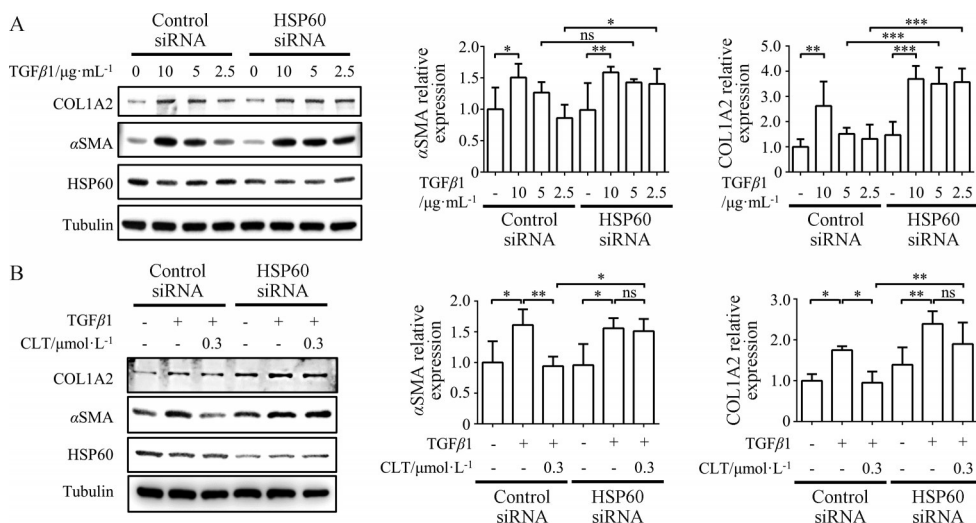 A
Control
siRNA
HSP60
siRNA
TGFβ1/μg·mL-1
0 10 5 2.5 0 10 5 2.5
COL1A2
αSMA
HSP60
Tubulin
αSMA relative
expression
2.0
1.5
1.0
0.5
0
* ns ** *
TGFβ1
/μg·mL-1
- 10 5 2.5 - 10 5 2.5
Control
siRNA
HSP60
siRNA
COL1A2 relative
expression
5.0
4.0
3.0
2.0
1.0
0
** *** *** ***
TGFβ1
/μg·mL-1
- 10 5 2.5 - 10 5 2.5
Control
siRNA
HSP60
siRNA
B
Control
siRNA
HSP60
siRNA
TGFβ1 - + + - + +
CLT/μmol·L-1 - - 0.3 - - 0.3
COL1A2
αSMA
HSP60
Tubulin
αSMA relative
expression
2.0
1.5
1.0
0.5
0
* ** * * ns
TGFβ1 - + + - + +
CLT/μmol·L-1 - - 0.3 - - 0.3
Control
siRNA
HSP60
siRNA
COL1A2 relative
expression
3.0
2.0
1.0
0
* * ** ** ns
TGFβ1 - + + - + +
CLT/μmol·L-1 - - 0.3 - - 0.3
Control
siRNA
HSP60
siRNA